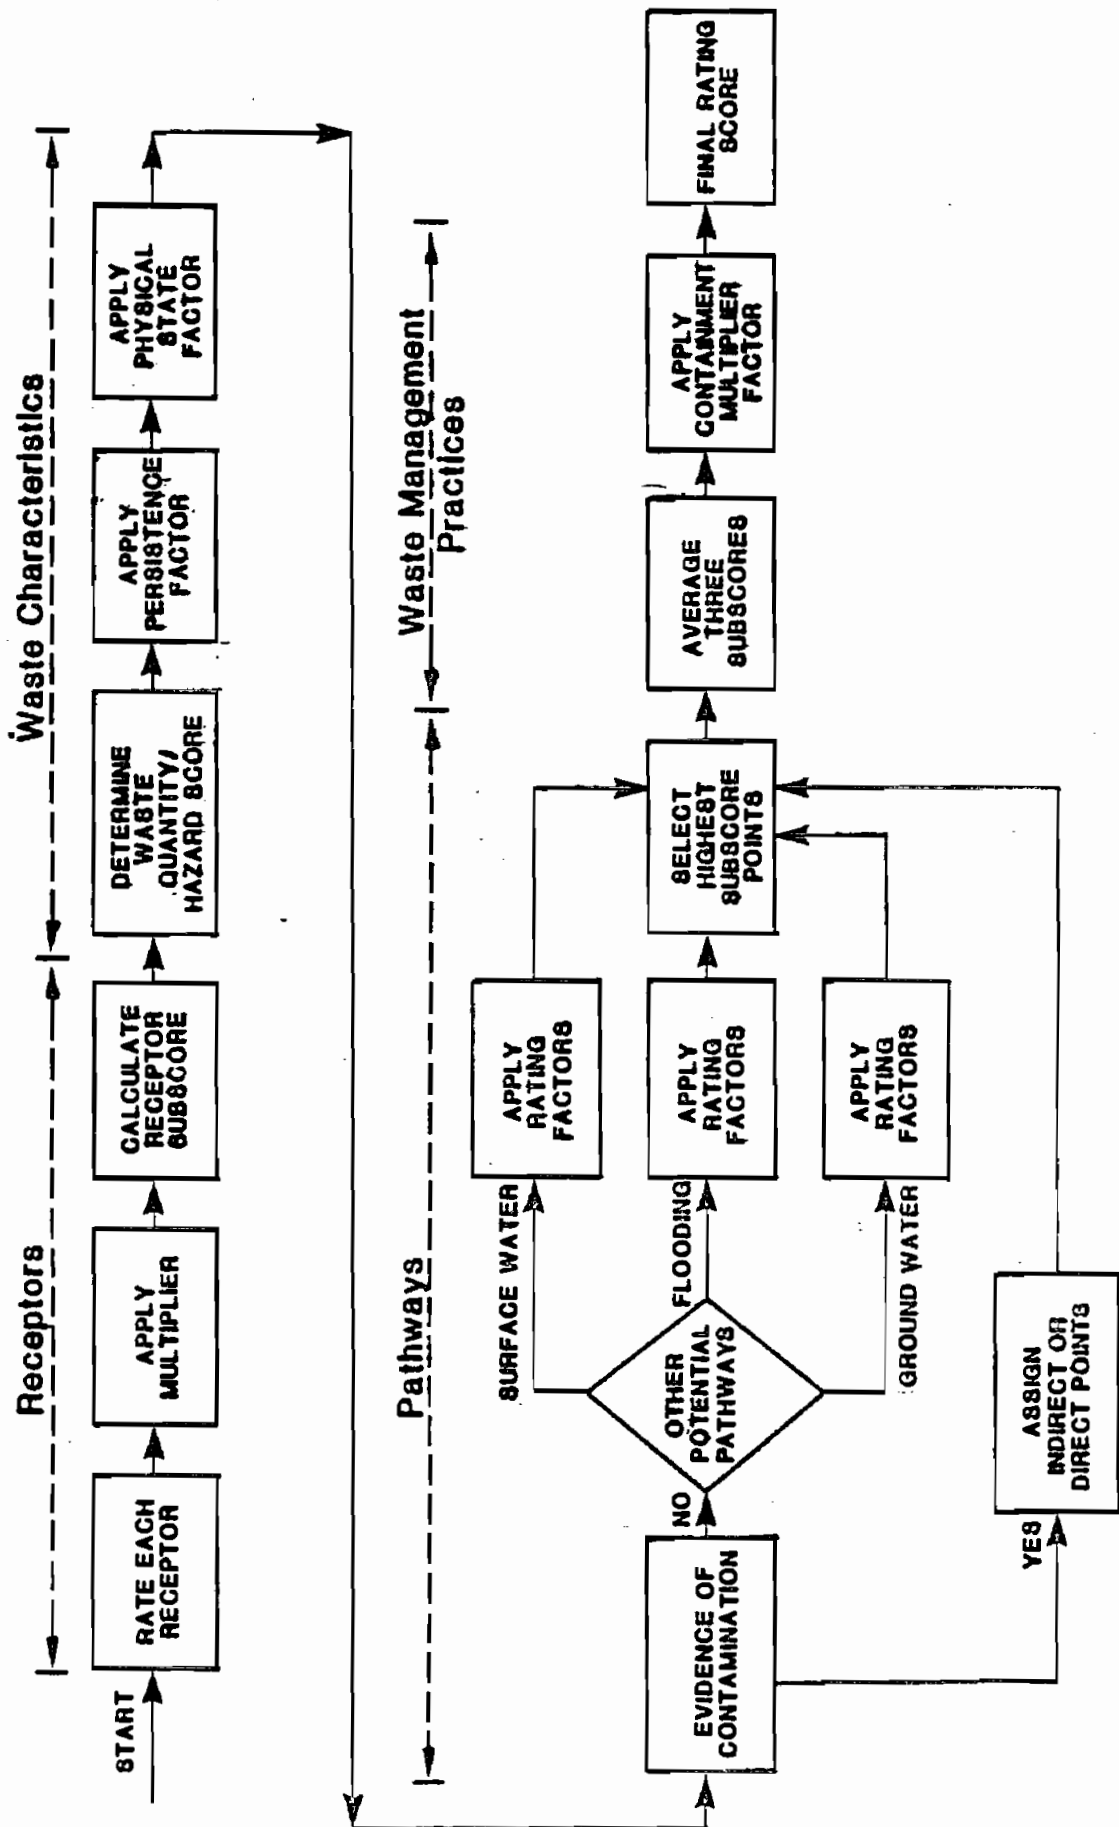 Receptors
Waste Characteristics
START
RATE EACH
RECEPTOR
APPLY
MULTIPLIER
CALCULATE
RECEPTOR
SUBSCORE
DETERMINE
WASTE
QUANTITY/
HAZARD SCORE
APPLY
PERSISTENCE
FACTOR
APPLY
PHYSICAL
STATE
FACTOR
Pathways
Waste Management
Practices
EVIDENCE OF
CONTAMINATION
NO
YES
OTHER
POTENTIAL
PATHWAYS
SURFACE WATER
FLOODING
GROUND WATER
ASSIGN
INDIRECT OR
DIRECT POINTS
APPLY
RATING
FACTORS
APPLY
RATING
FACTORS
APPLY
RATING
FACTORS
SELECT
HIGHEST
SUBSCORE
POINTS
AVERAGE
THREE
SUBSCORES
APPLY
CONTAINMENT
MULTIPLIER
FACTOR
FINAL RATING
SCORE